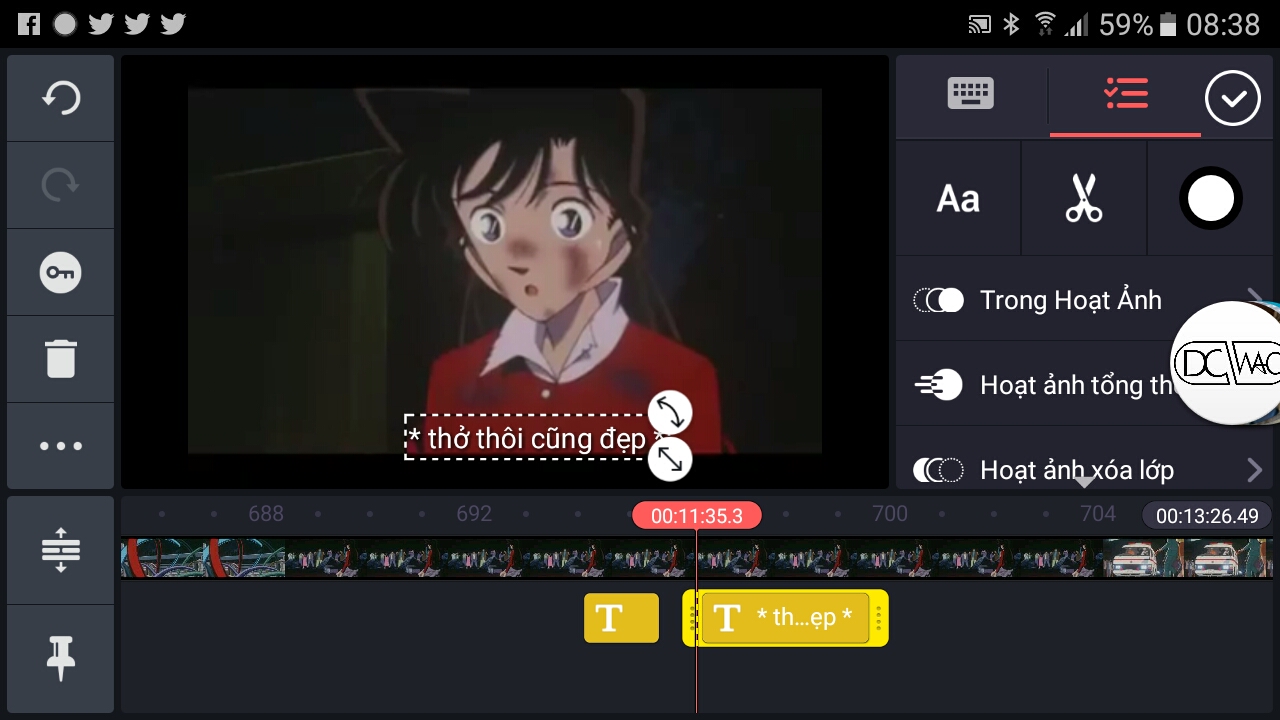 59% 08:38
* thở thôi cũng đẹp *
Aa
Trong Hoạt Ảnh
Hoạt ảnh tổng th
DC WAC
Hoạt ảnh xóa lớp
688 692 00:11:35.3 700 704 00:13:26.49
T T * th...ẹp *